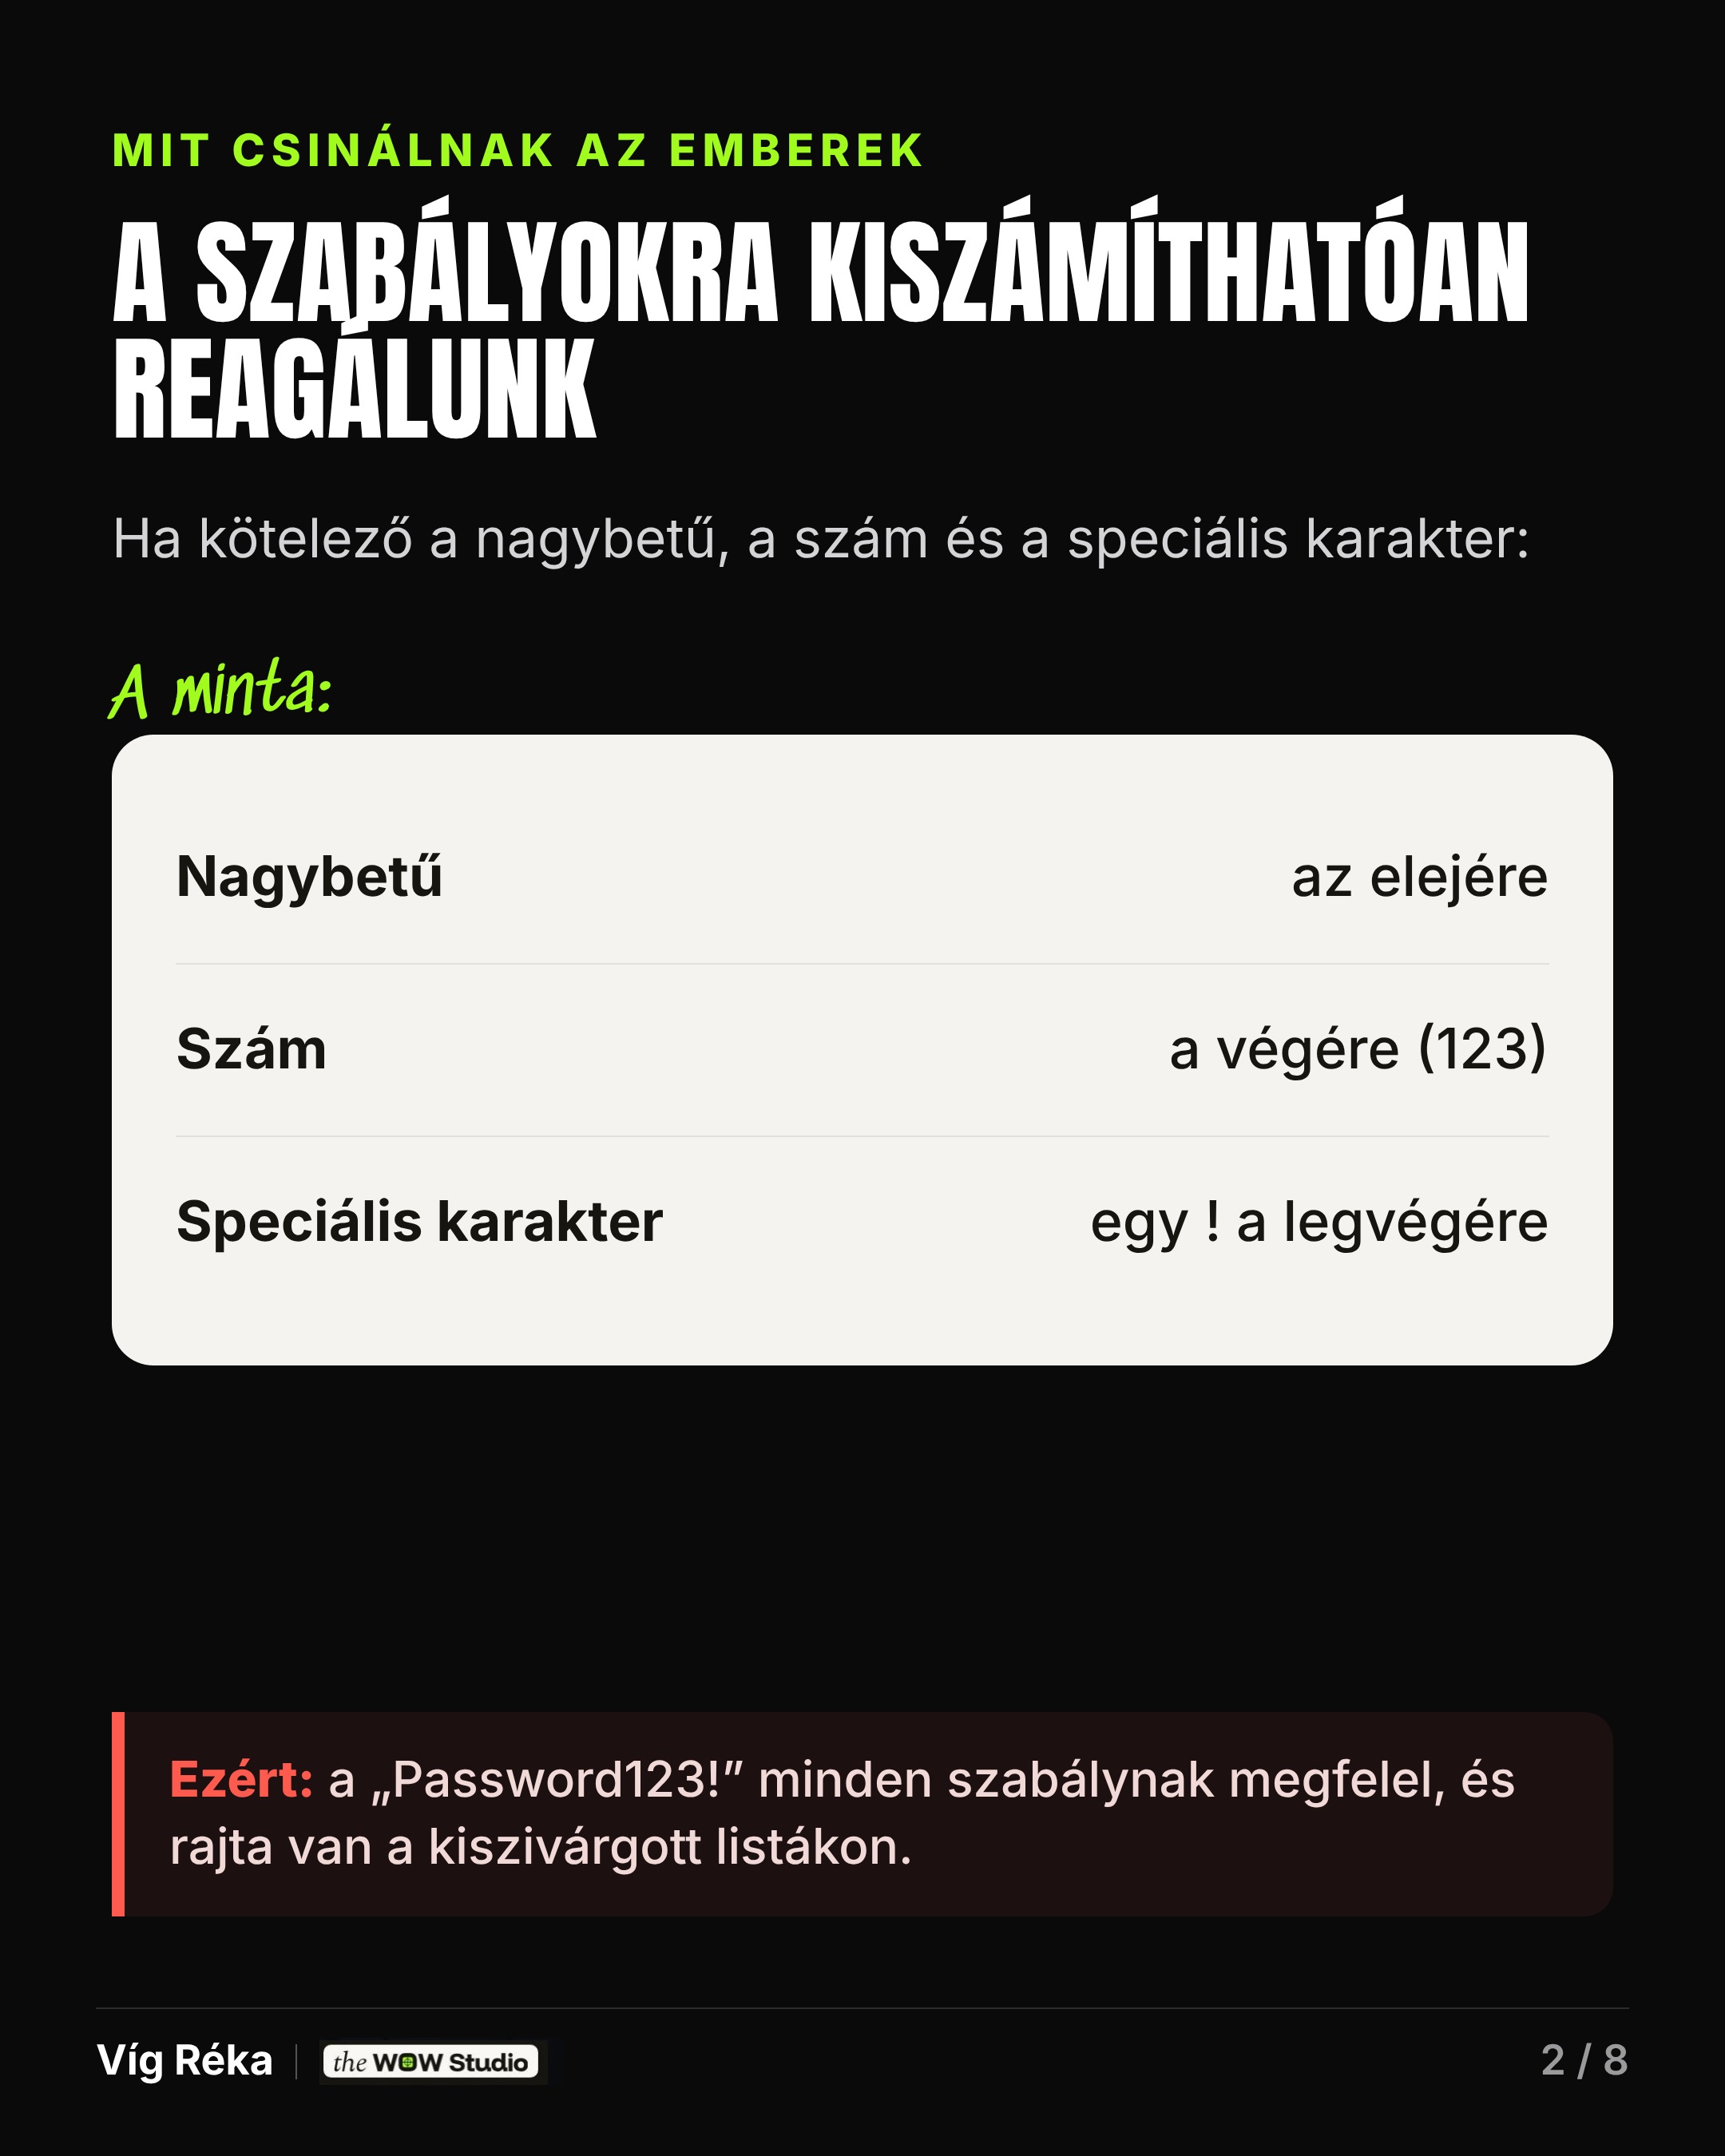 MIT CSINÁLNAK AZ EMBEREK
A SZABÁLYOKRA KISZÁMÍTHATÓAN
REAGÁLUNK
Ha kötelező a nagybetű, a szám és a speciális karakter:
A minta:
Nagybetű az elejére
Szám a végére (123)
Speciális karakter egy ! a legvégére
Ezért: a „Password123!” minden szabálynak megfelel, és
rajta van a kiszivárgott listákon.
Víg Réka | the WOW Studio 2 / 8